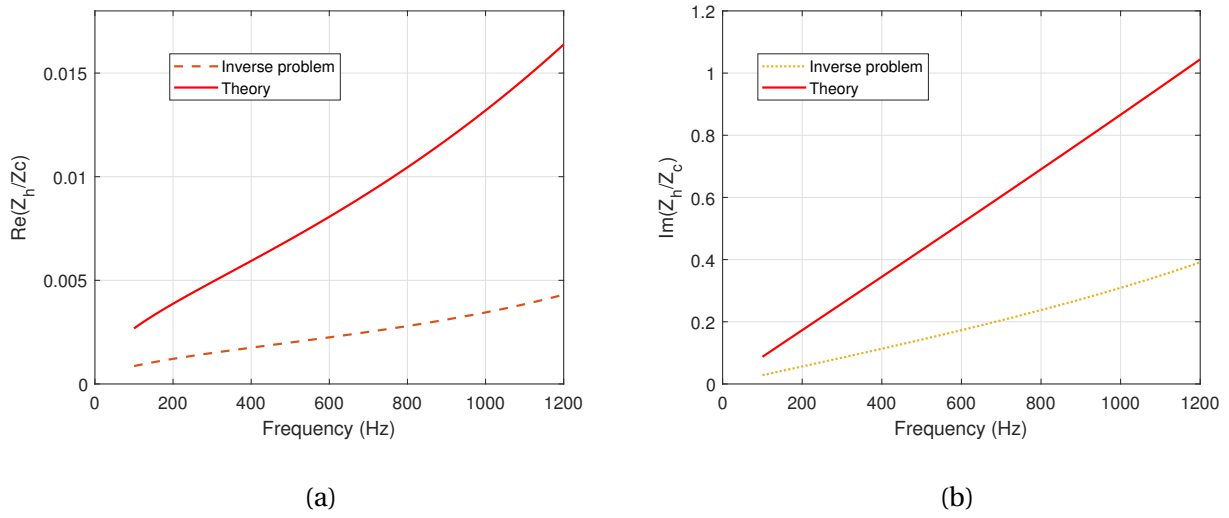 0.015
0.01
0.005
0
Re(Z_h/Zc)
Inverse problem
Theory
0 200 400 600 800 1000 1200
Frequency (Hz)
(a)
1.2
1
0.8
0.6
0.4
0.2
0
Im(Z_h/Z_c)
Inverse problem
Theory
0 200 400 600 800 1000 1200
Frequency (Hz)
(b)